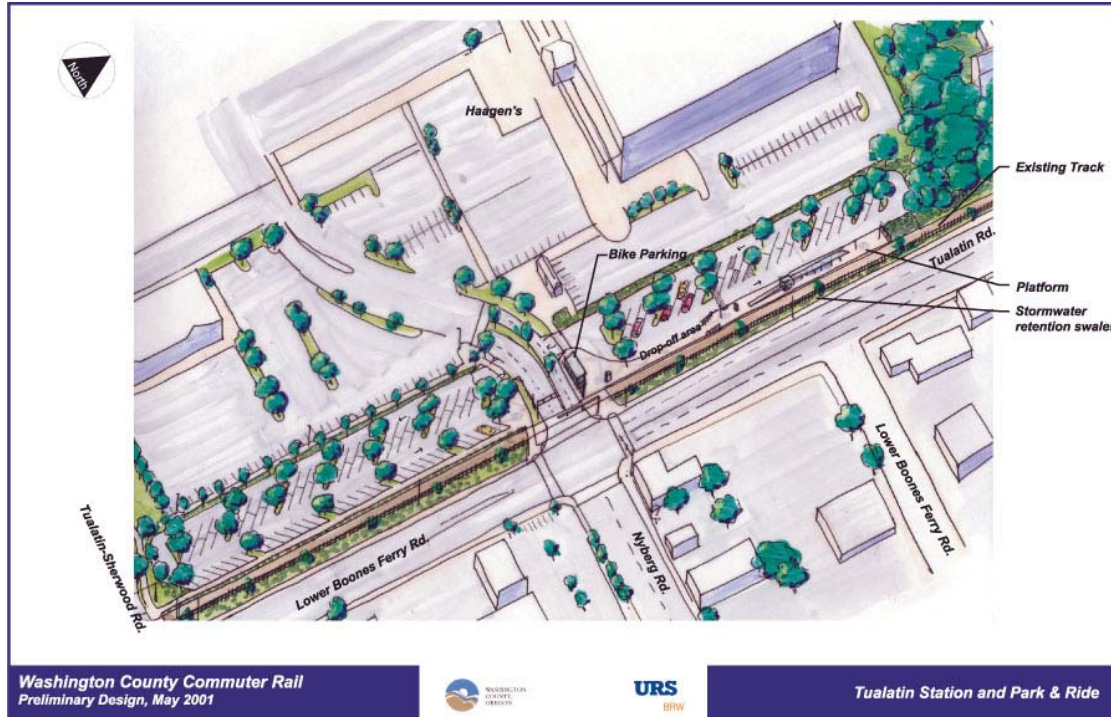 North
Haagen's
Existing Track
Bike Parking
Tualatin Rd.
Platform
Stormwater
retention swales
Drop-off area
Lower Boones Ferry Rd.
Tualatin-Sherwood Rd.
Lower Boones Ferry Rd.
Nyberg Rd.
Washington County Commuter Rail
Preliminary Design, May 2001
WASHINGTON
COUNTY,
OREGON
URS
BRW
Tualatin Station and Park & Ride